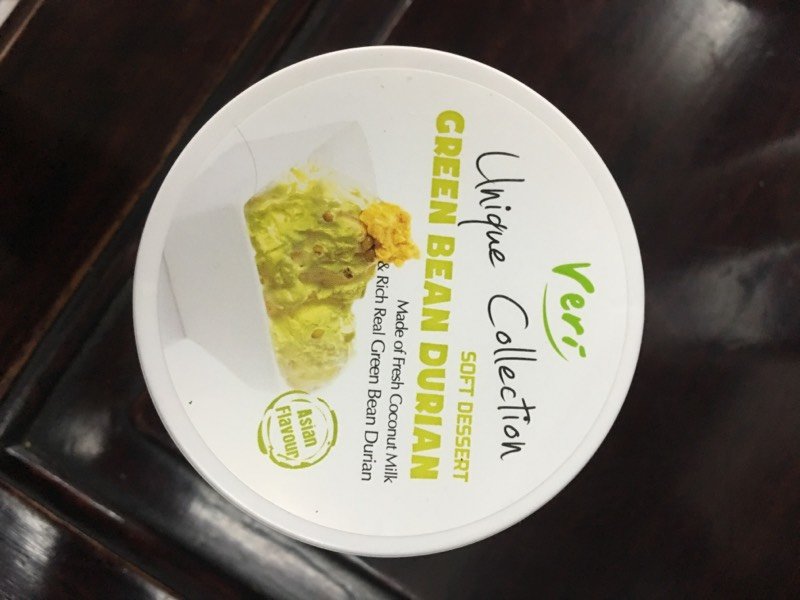 Veri
Unique Collection
SOFT DESSERT
GREEN BEAN DURIAN
Made of Fresh Coconut Milk
& Rich Real Green Bean Durian
Asian
Flavour